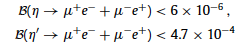 ℬ(η → μ⁺e⁻ + μ⁻e⁺) < 6 × 10⁻⁶ ,
ℬ(η′ → μ⁺e⁻ + μ⁻e⁺) < 4.7 × 10⁻⁴